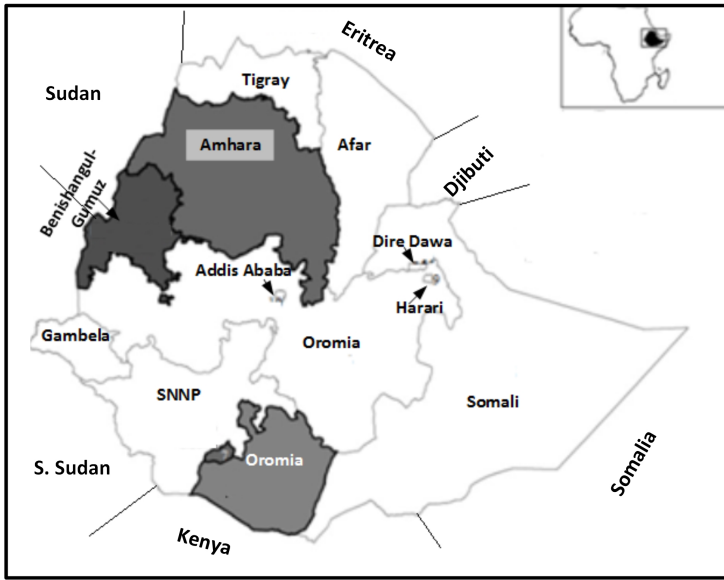 Eritrea
Tigray
Sudan
Amhara
Afar
Djibuti
Benishangul-
Gumuz
Dire Dawa
Addis Ababa
Harari
Gambela
Oromia
SNNP
Somali
Oromia
S. Sudan
Somalia
Kenya